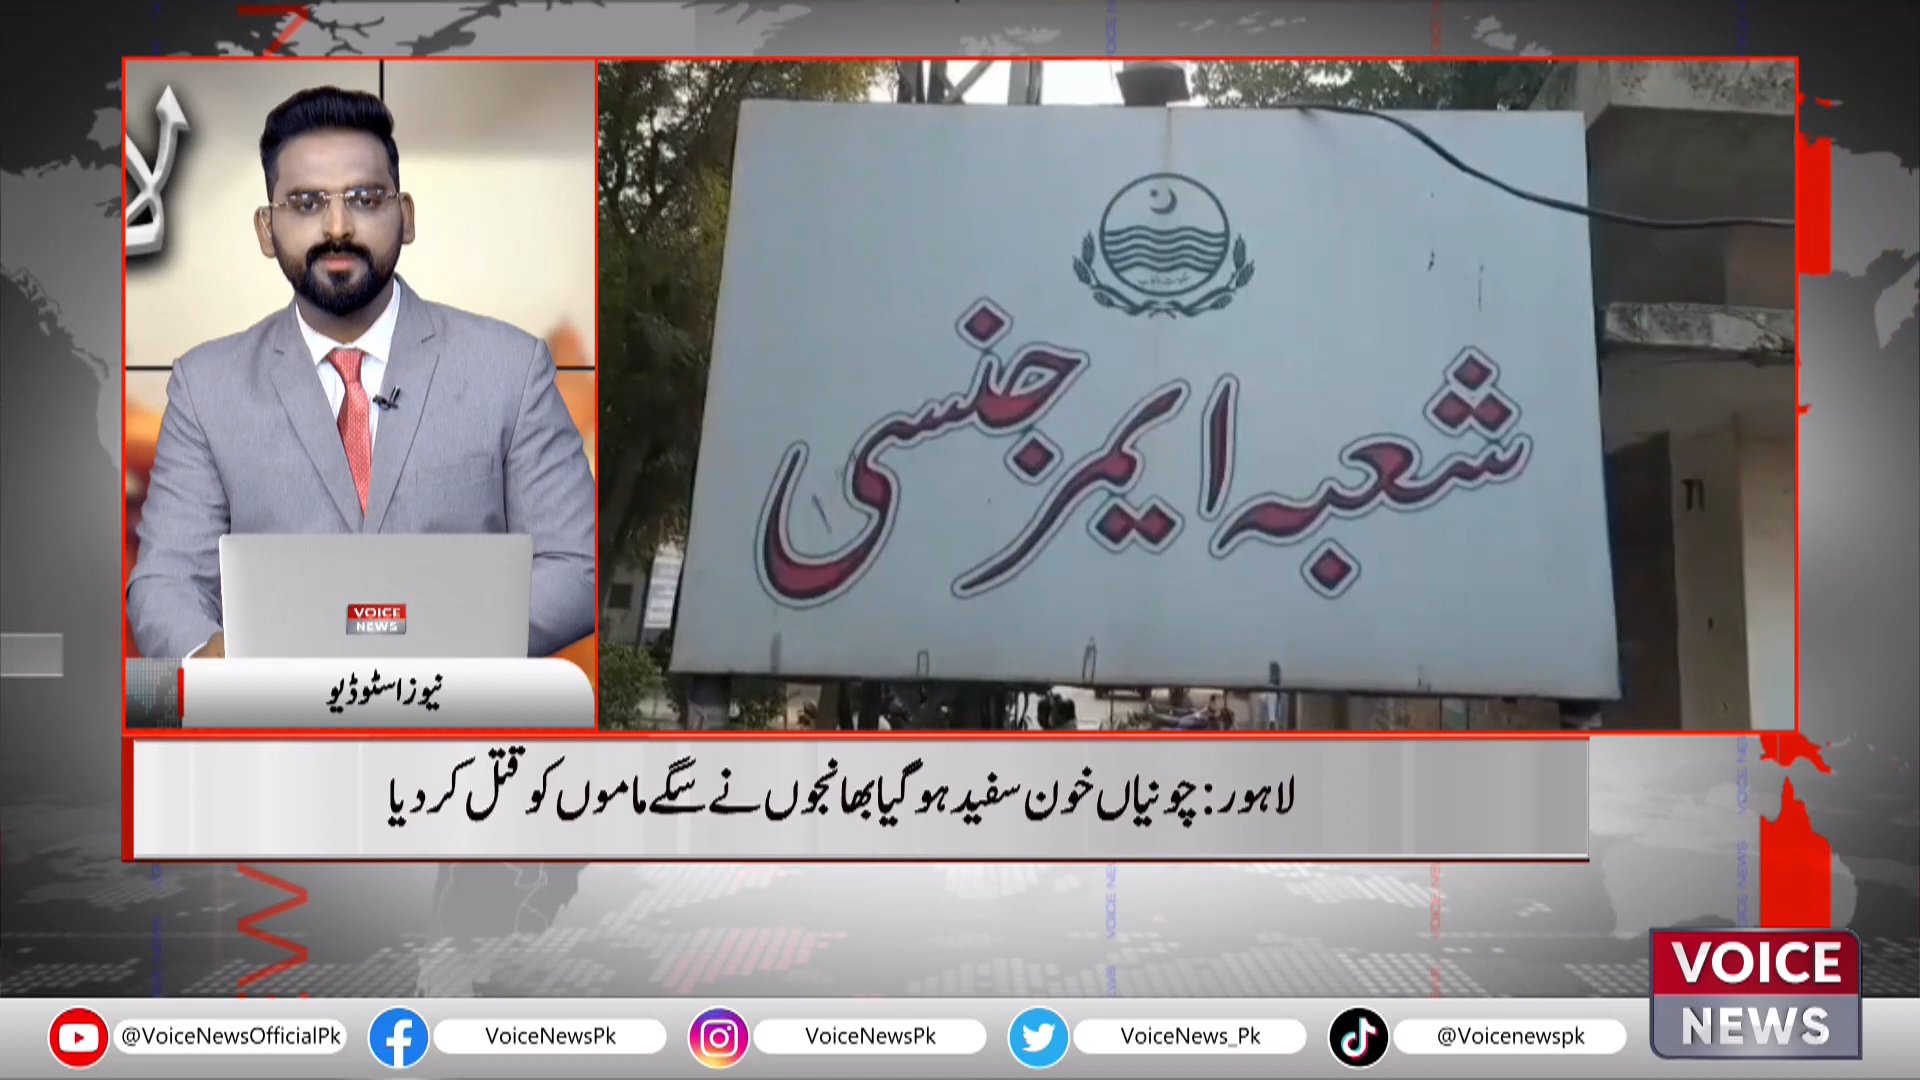 شعبہ ایمرجنسی
VOICE
NEWS
نیوز اسٹوڈیو
لاہور: چونیاں خون سفید ہو گیا بھانجوں نے سگے ماموں کو قتل کر دیا
VOICE
NEWS
@VoiceNewsOfficialPk
VoiceNewsPk
VoiceNewsPk
VoiceNews_Pk
@Voicenewspk